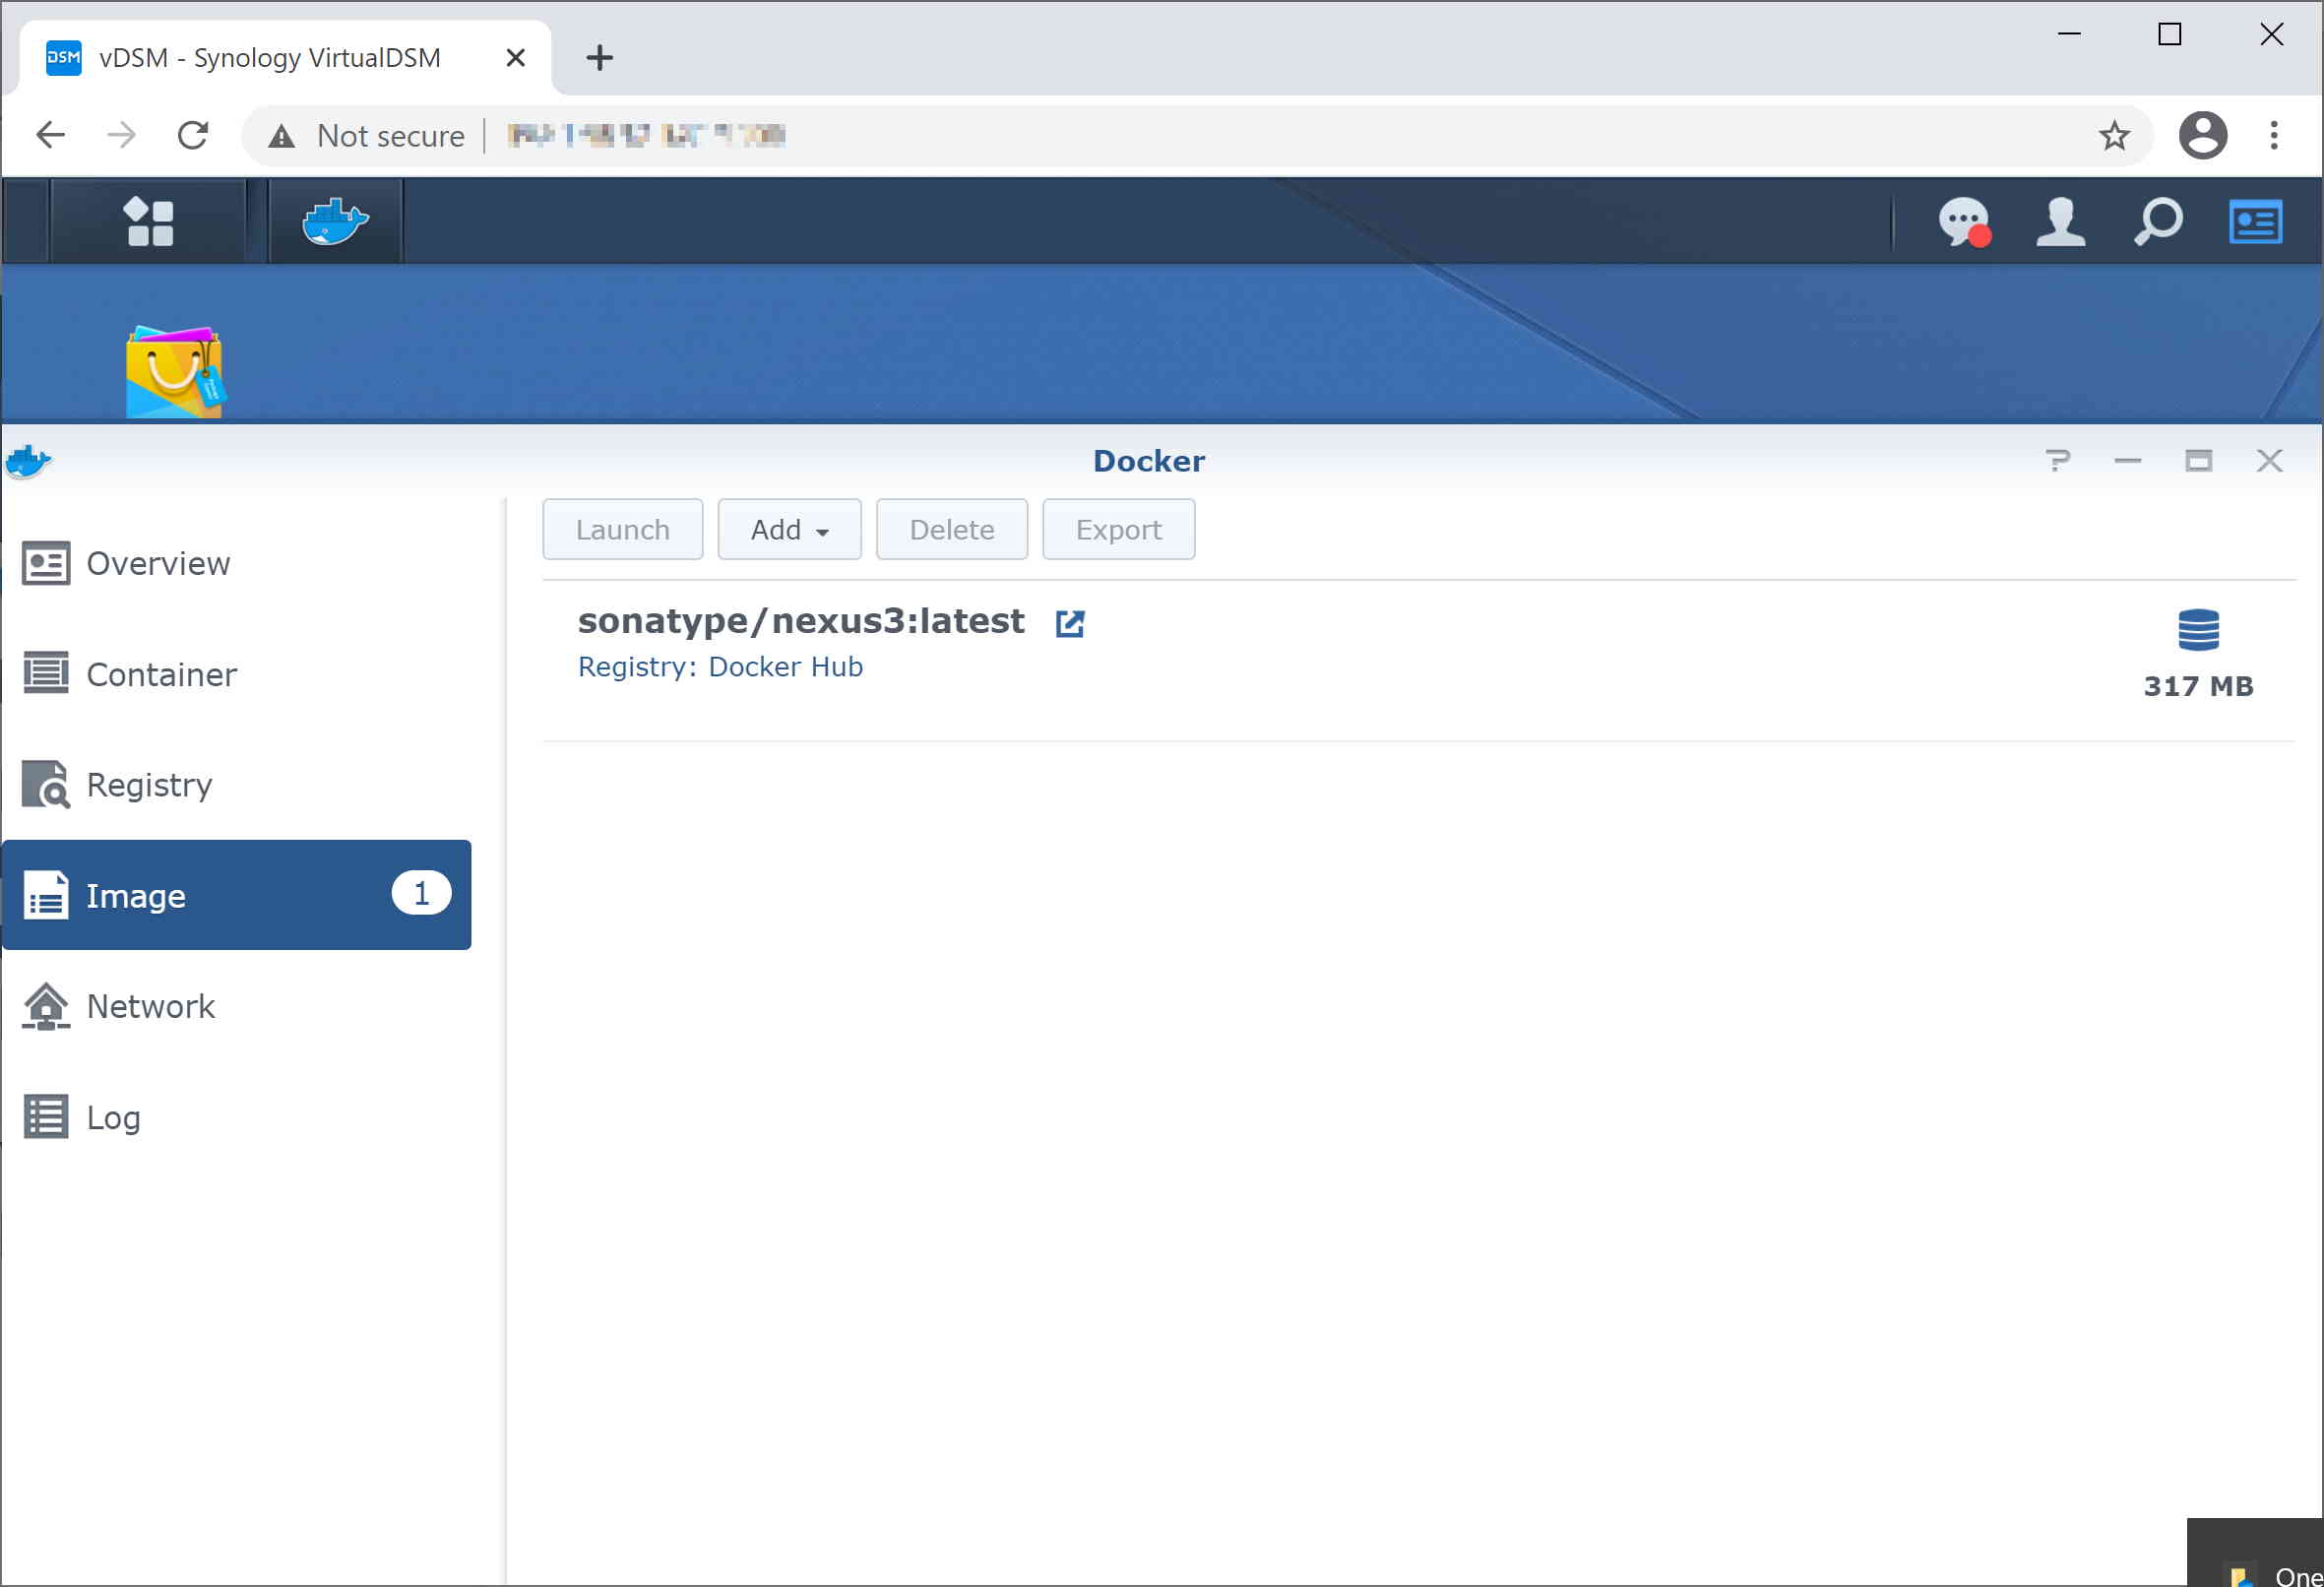 DSM vDSM - Synology VirtualDSM
Not secure
Docker
Launch Add Delete Export
Overview
Container
Registry
Image 1
Network
Log
sonatype/nexus3:latest
Registry: Docker Hub
317 MB
One